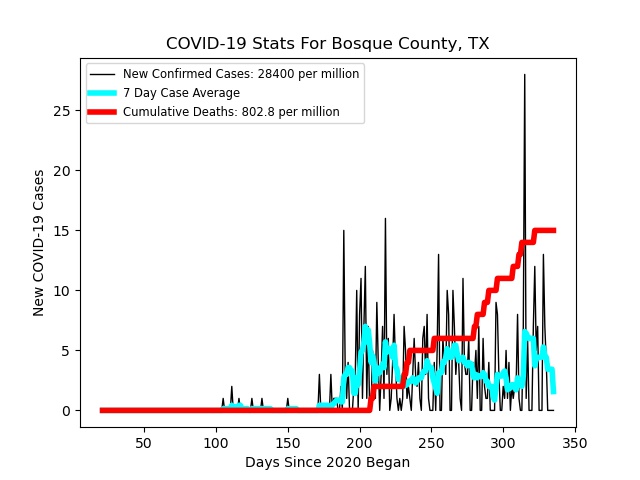 COVID-19 Stats For Bosque County, TX
New Confirmed Cases: 28400 per million
7 Day Case Average
Cumulative Deaths: 802.8 per million
New COVID-19 Cases
25
20
15
10
5
0
50
100
150
200
250
300
350
Days Since 2020 Began